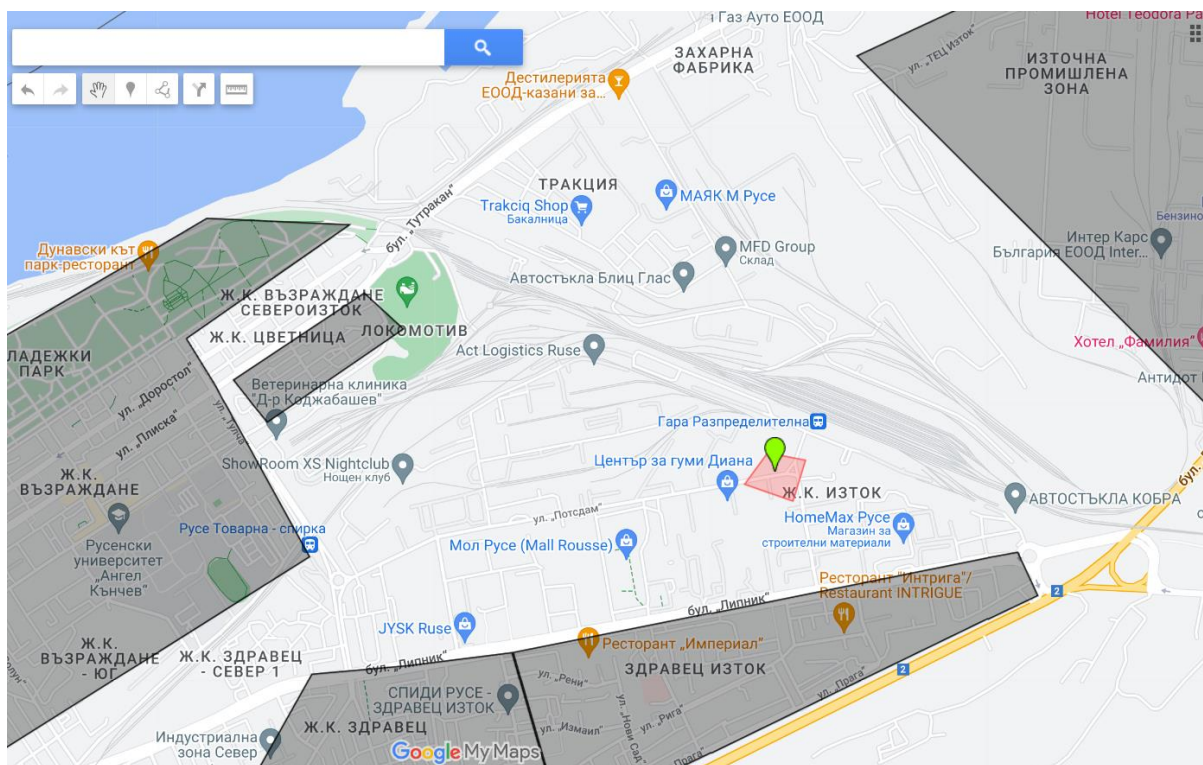 Газ Ауто ЕООД
Hotel Teodora Pa
ЗАХАРНА
ФАБРИКА
ул. „ТЕЦ Изток"
ИЗТОЧНА
ПРОМИШЛЕНА
ЗОНА
Дестилерията
ЕООД-казани за...
ТРАКЦИЯ
Trakciq Shop
Бакалница
МАЯК М Русе
бул. „Тутракан"
MFD Group
Склад
Бензино
Интер Карс
България ЕООД Inter...
Дунавски кът
парк-ресторант
Автостъкла Блиц Глас
Ж.К. ВЪЗРАЖДАНЕ
СЕВЕРОИЗТОК
ЛОКОМОТИВ
Ж.К. ЦВЕТНИЦА
ЛАДЕЖКИ
ПАРК
Act Logistics Ruse
Хотел „Фамилия"
Антидот
ул. „Доростол"
ул. „Плиска"
ул. „Тулча"
Ветеринарна клиника
"Д-р Коджабашев"
Гара Разпределителна
ShowRoom XS Nightclub
Нощен клуб
Център за гуми Диана
Ж.К.
ВЪЗРАЖДАНЕ
Ж.К. ИЗТОК
АВТОСТЪКЛА КОБРА
бул.
ул. „Потсдам"
HomeMax Русе
Магазин за
строителни материали
Русе Товарна - спирка
Русенски
университет
„Ангел
Кънчев"
Мол Русе (Mall Rousse)
Ресторант "Интрига"/
Restaurant INTRIGUE
2
бул. „Липник"
JYSK Ruse
Ресторант „Империал"
Ж.К.
ВЪЗРАЖДАНЕ
- ЮГ
Ж.К. ЗДРАВЕЦ
- СЕВЕР 1
бул. „Липник"
ЗДРАВЕЦ ИЗТОК
2
ул. „Рени"
СПИДИ РУСЕ -
ЗДРАВЕЦ ИЗТОК
ул. „Прага"
ул. „Рига"
ул. „Нови Сад"
ул. „Измаил"
Ж.К. ЗДРАВЕЦ
Индустриална
зона Север
Google My Maps
Прага"